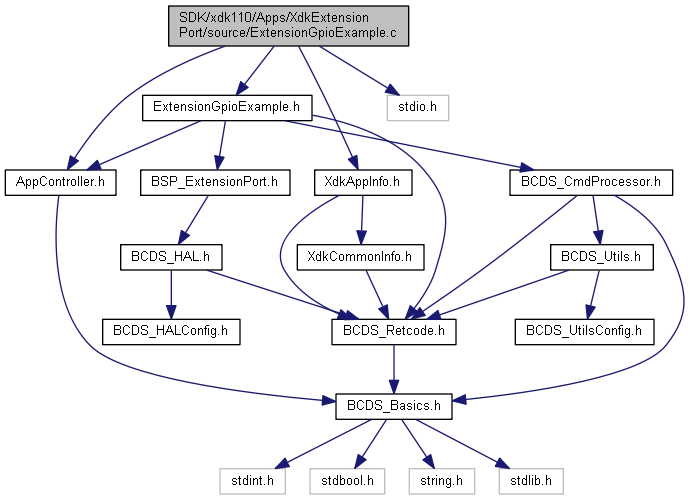 SDK/xdk110/Apps/XdkExtension
Port/source/ExtensionGpioExample.c
ExtensionGpioExample.h
stdio.h
AppController.h
BSP_ExtensionPort.h
XdkAppInfo.h
BCDS_CmdProcessor.h
BCDS_HAL.h
XdkCommonInfo.h
BCDS_Utils.h
BCDS_HALConfig.h
BCDS_Retcode.h
BCDS_UtilsConfig.h
BCDS_Basics.h
stdint.h
stdbool.h
string.h
stdlib.h